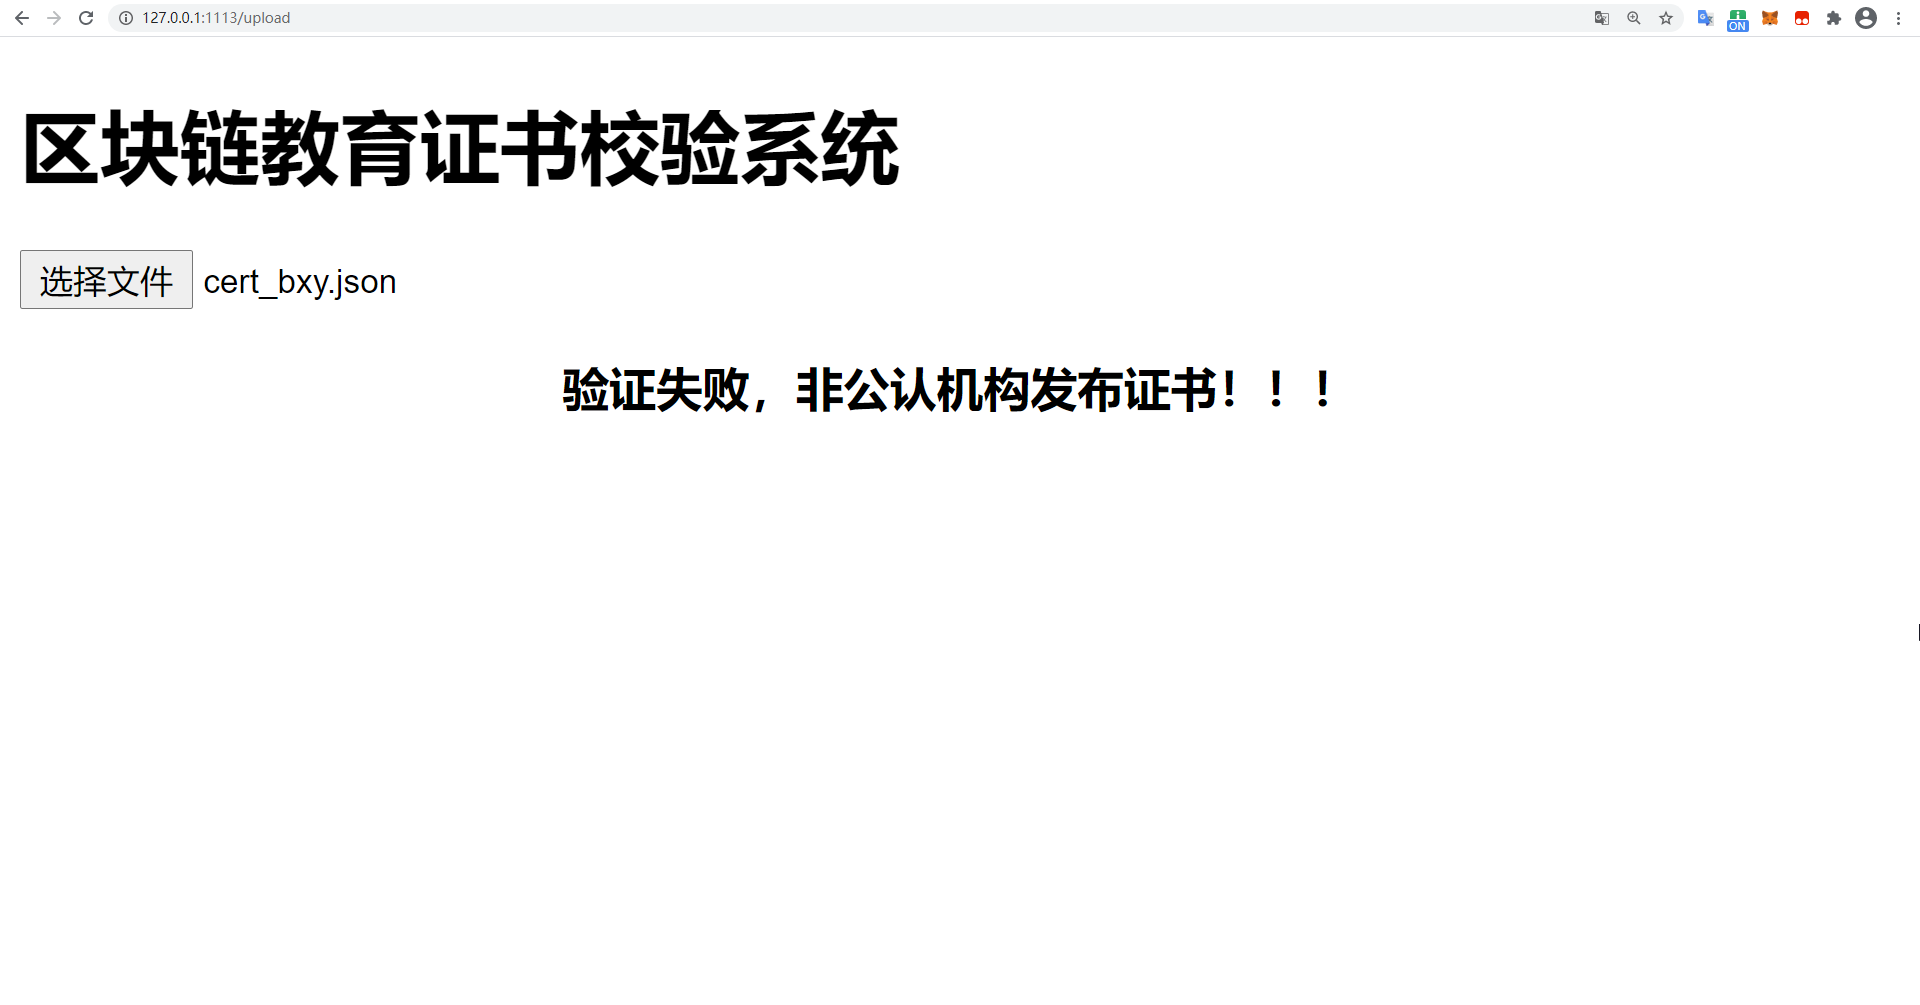 127.0.0.1:1113/upload
ON
区块链教育证书校验系统
选择文件 cert_bxy.json
验证失败，非公认机构发布证书！！！